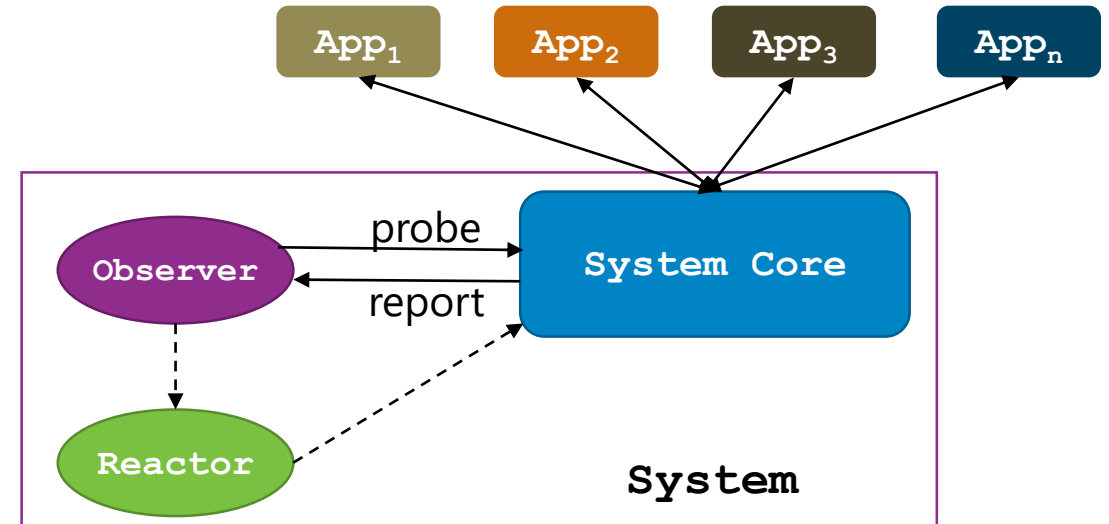 App₁
App₂
App₃
Appₙ
probe
Observer
System Core
report
Reactor
System